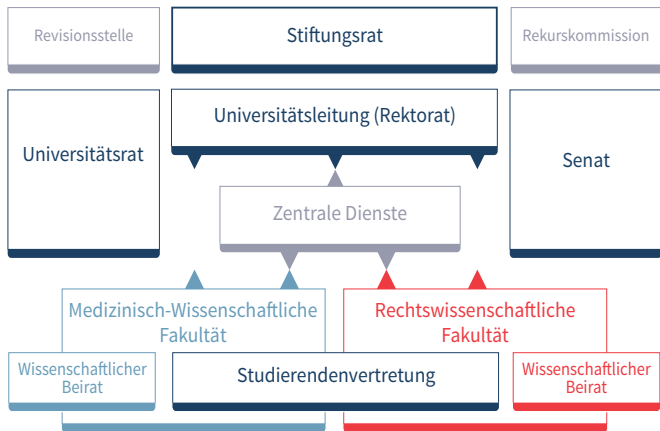 Revisionsstelle
Stiftungsrat
Rekurskommission
Universitätsrat
Universitätsleitung (Rektorat)
Senat
Zentrale Dienste
Medizinisch-Wissenschaftliche
Fakultät
Rechtswissenschaftliche
Fakultät
Wissenschaftlicher
Beirat
Studierendenvertretung
Wissenschaftlicher
Beirat